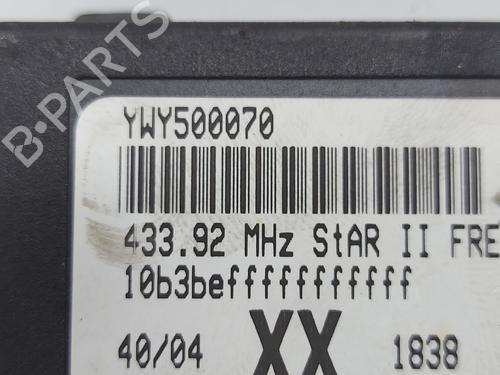 B-PARTS
YWY500070
433.92 MHz StAR II FRE
10b3befffffffffff
40/04 XX 1838